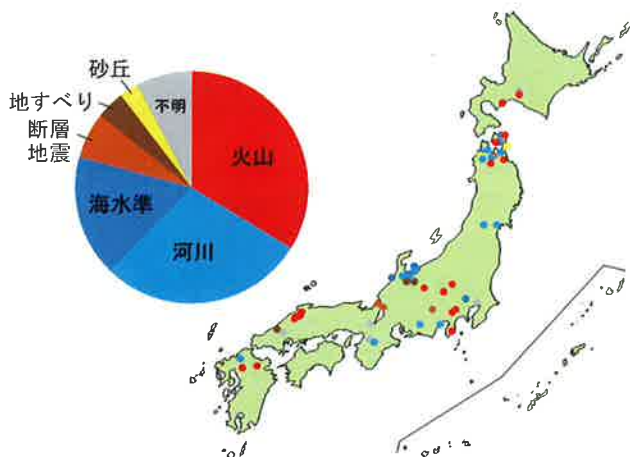 砂丘
地すべり
断層
地震
不明
火山
海水準
河川